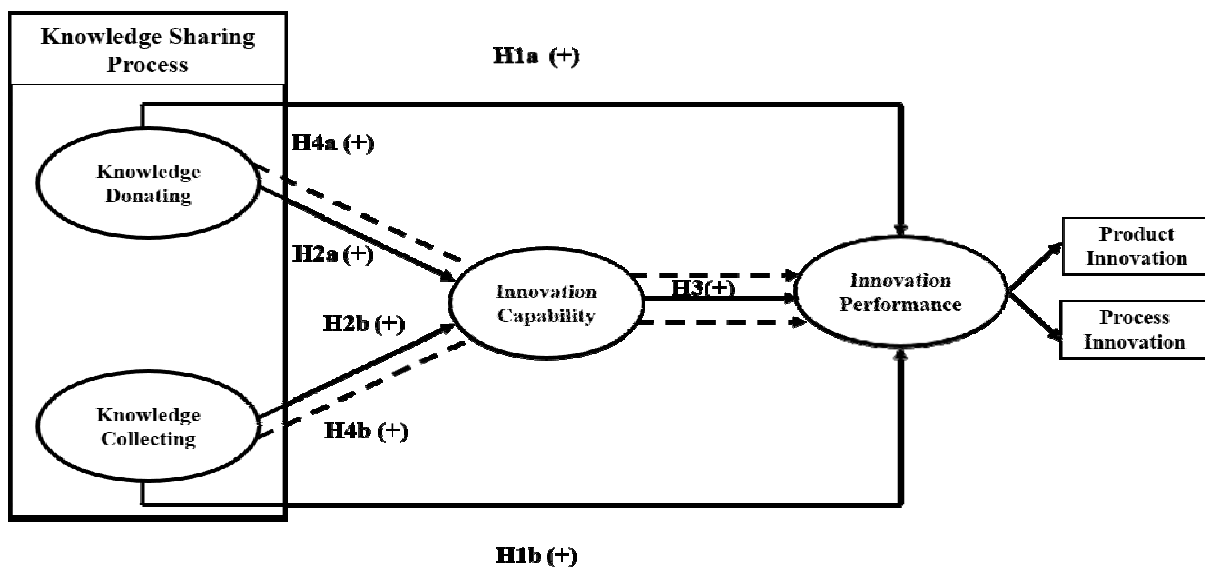 Knowledge Sharing
Process
H1a (+)
H4a (+)
Knowledge
Donating
H2a (+)
Innovation
Capability
H3(+)
Innovation
Performance
Product
Innovation
Process
Innovation
H2b (+)
Knowledge
Collecting
H4b (+)
H1b (+)